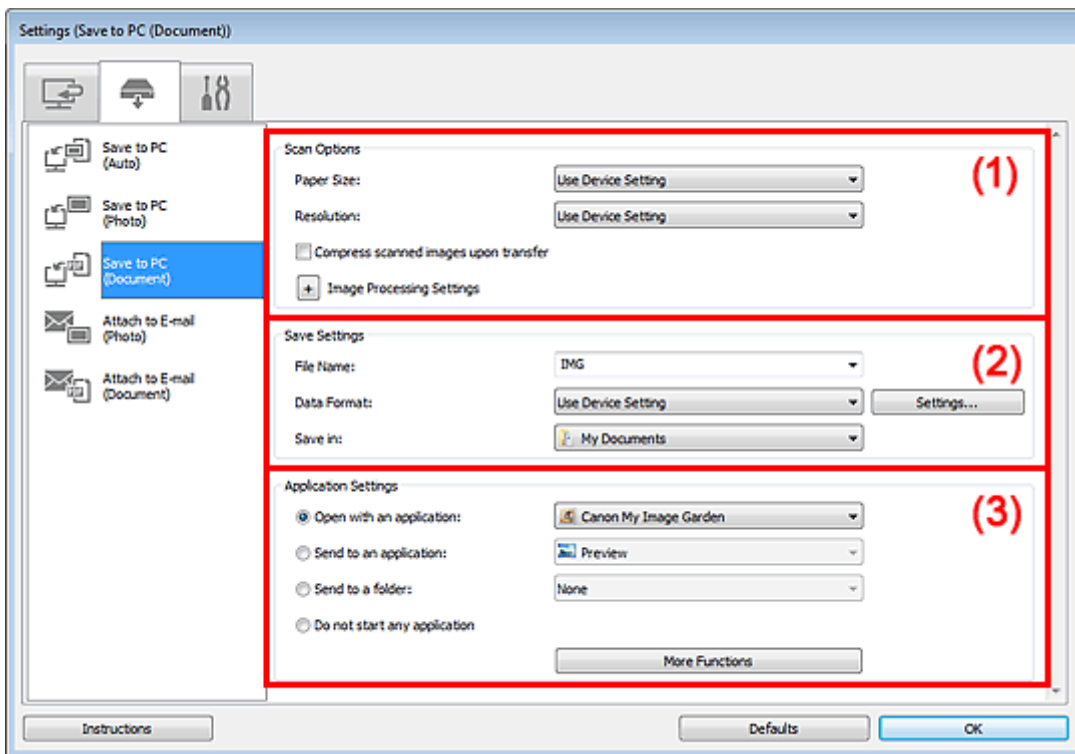 Settings (Save to PC (Document))
Save to PC
(Auto)
Save to PC
(Photo)
Save to PC
(Document)
Attach to E-mail
(Photo)
Attach to E-mail
(Document)
Scan Options
(1)
Paper Size: Use Device Setting
Resolution: Use Device Setting
Compress scanned images upon transfer
+ Image Processing Settings
Save Settings
(2)
File Name: IMG
Data Format: Use Device Setting Settings...
Save in: My Documents
Application Settings
(3)
Open with an application: Canon My Image Garden
Send to an application: Preview
Send to a folder: None
Do not start any application
More Functions
Instructions Defaults OK